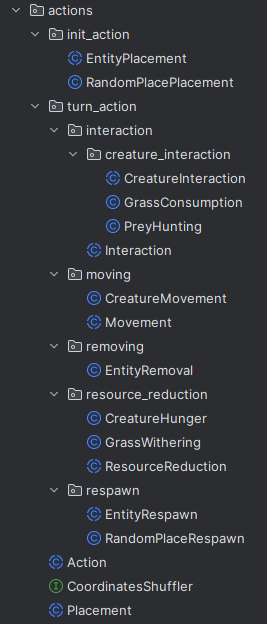 actions
init_action
EntityPlacement
RandomPlacePlacement
turn_action
interaction
creature_interaction
CreatureInteraction
GrassConsumption
PreyHunting
Interaction
moving
CreatureMovement
Movement
removing
EntityRemoval
resource_reduction
CreatureHunger
GrassWithering
ResourceReduction
respawn
EntityRespawn
RandomPlaceRespawn
Action
CoordinatesShuffler
Placement